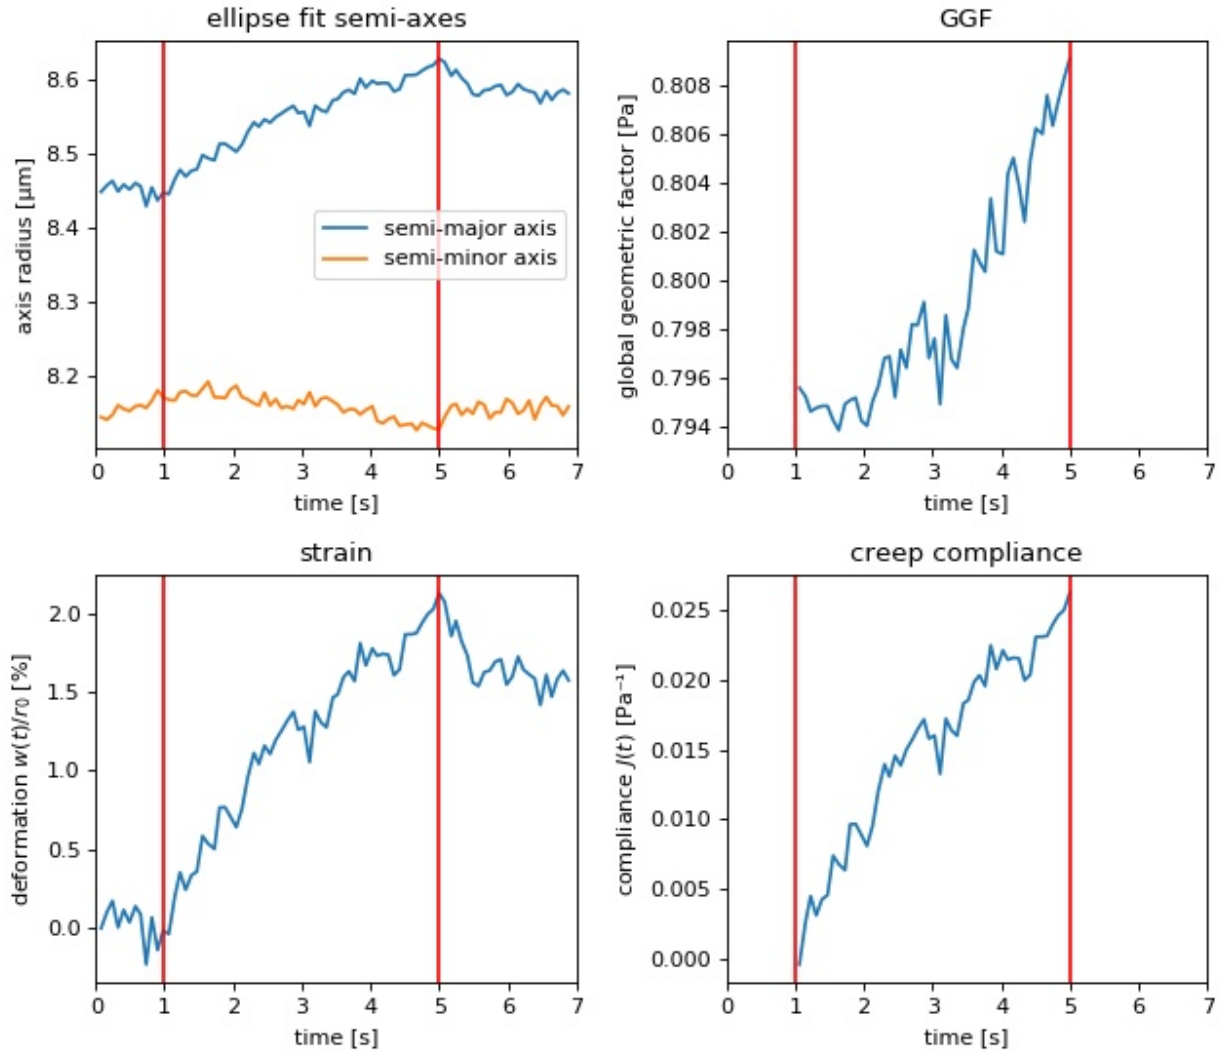 ellipse fit semi-axes
axis radius [µm]
8.6
8.5
8.4
8.3
8.2
semi-major axis
semi-minor axis
0 1 2 3 4 5 6 7
time [s]
GGF
global geometric factor [Pa]
0.808
0.806
0.804
0.802
0.800
0.798
0.796
0.794
0 1 2 3 4 5 6 7
time [s]
strain
deformation w(t)/r₀ [%]
2.0
1.5
1.0
0.5
0.0
0 1 2 3 4 5 6 7
time [s]
creep compliance
compliance J(t) [Pa⁻¹]
0.025
0.020
0.015
0.010
0.005
0.000
0 1 2 3 4 5 6 7
time [s]